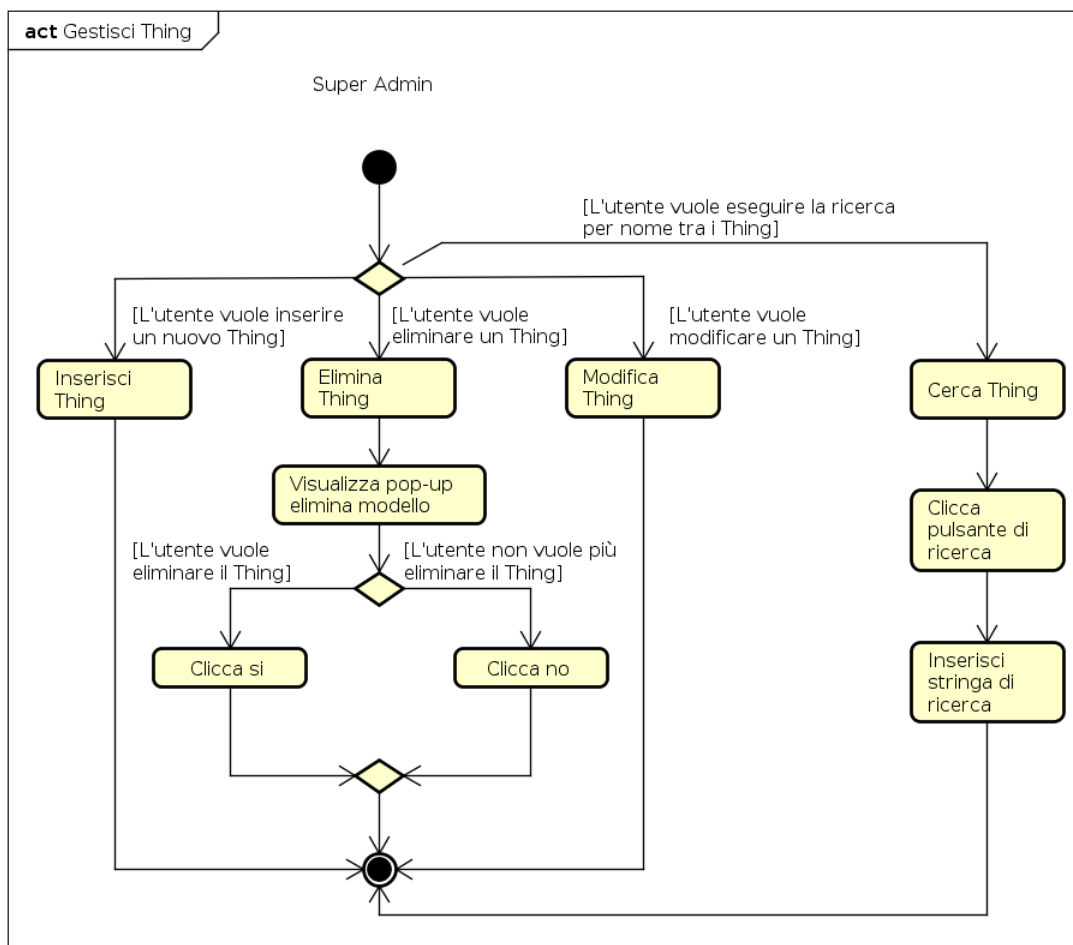 act Gestisci Thing
Super Admin
[L'utente vuole eseguire la ricerca
per nome tra i Thing]
[L'utente vuole inserire
un nuovo Thing]
[L'utente vuole
eliminare un Thing]
[L'utente vuole
modificare un Thing]
Inserisci
Thing
Elimina
Thing
Modifica
Thing
Cerca Thing
Visualizza pop-up
elimina modello
Clicca
pulsante di
ricerca
[L'utente vuole
eliminare il Thing]
[L'utente non vuole più
eliminare il Thing]
Clicca si
Clicca no
Inserisci
stringa di
ricerca